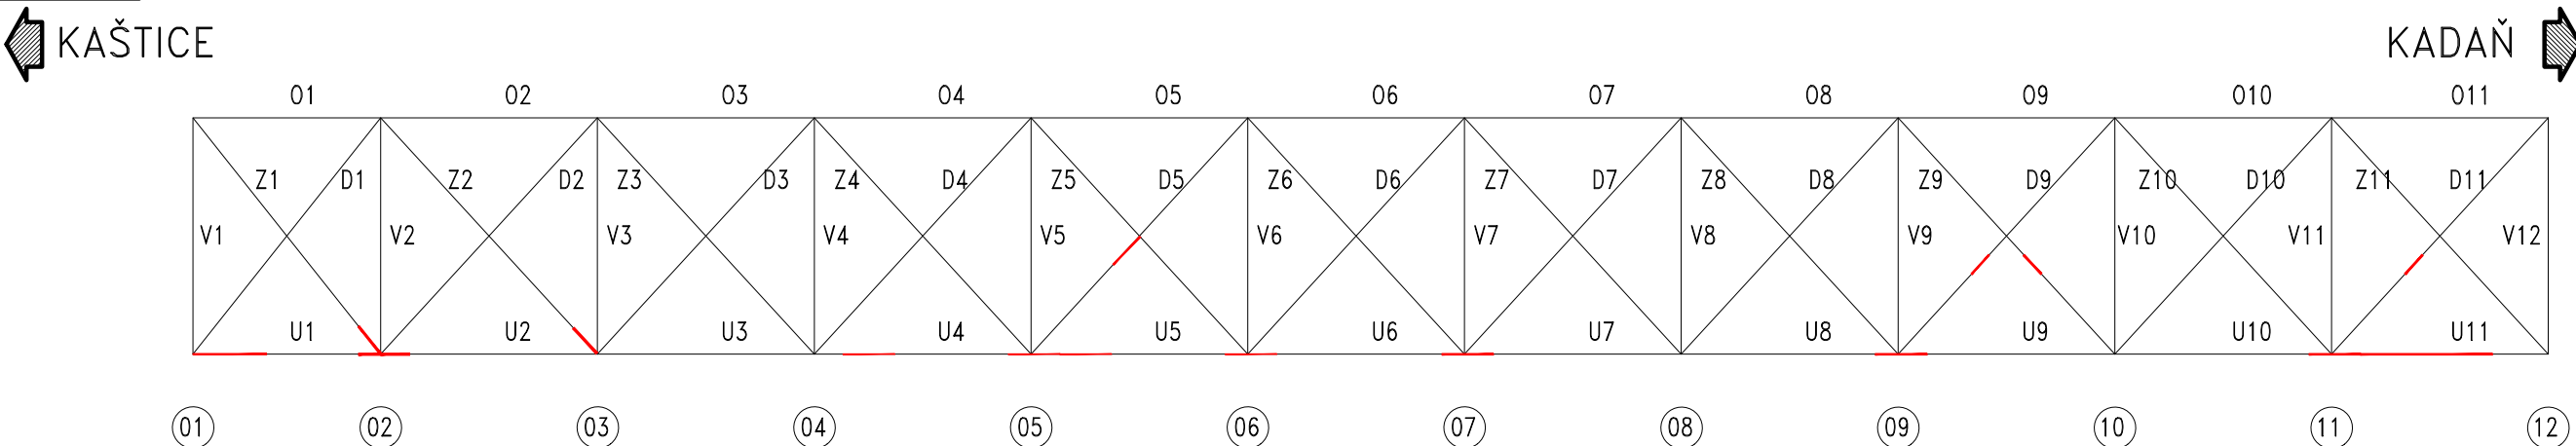 KAŠTICE KADAŇ
O1 O2 O3 O4 O5 O6 O7 O8 O9 O10 O11
Z1 D1 Z2 D2 Z3 D3 Z4 D4 Z5 D5 Z6 D6 Z7 D7 Z8 D8 Z9 D9 Z10 D10 Z11 D11
V1 V2 V3 V4 V5 V6 V7 V8 V9 V10 V11 V12
U1 U2 U3 U4 U5 U6 U7 U8 U9 U10 U11
01 02 03 04 05 06 07 08 09 10 11 12